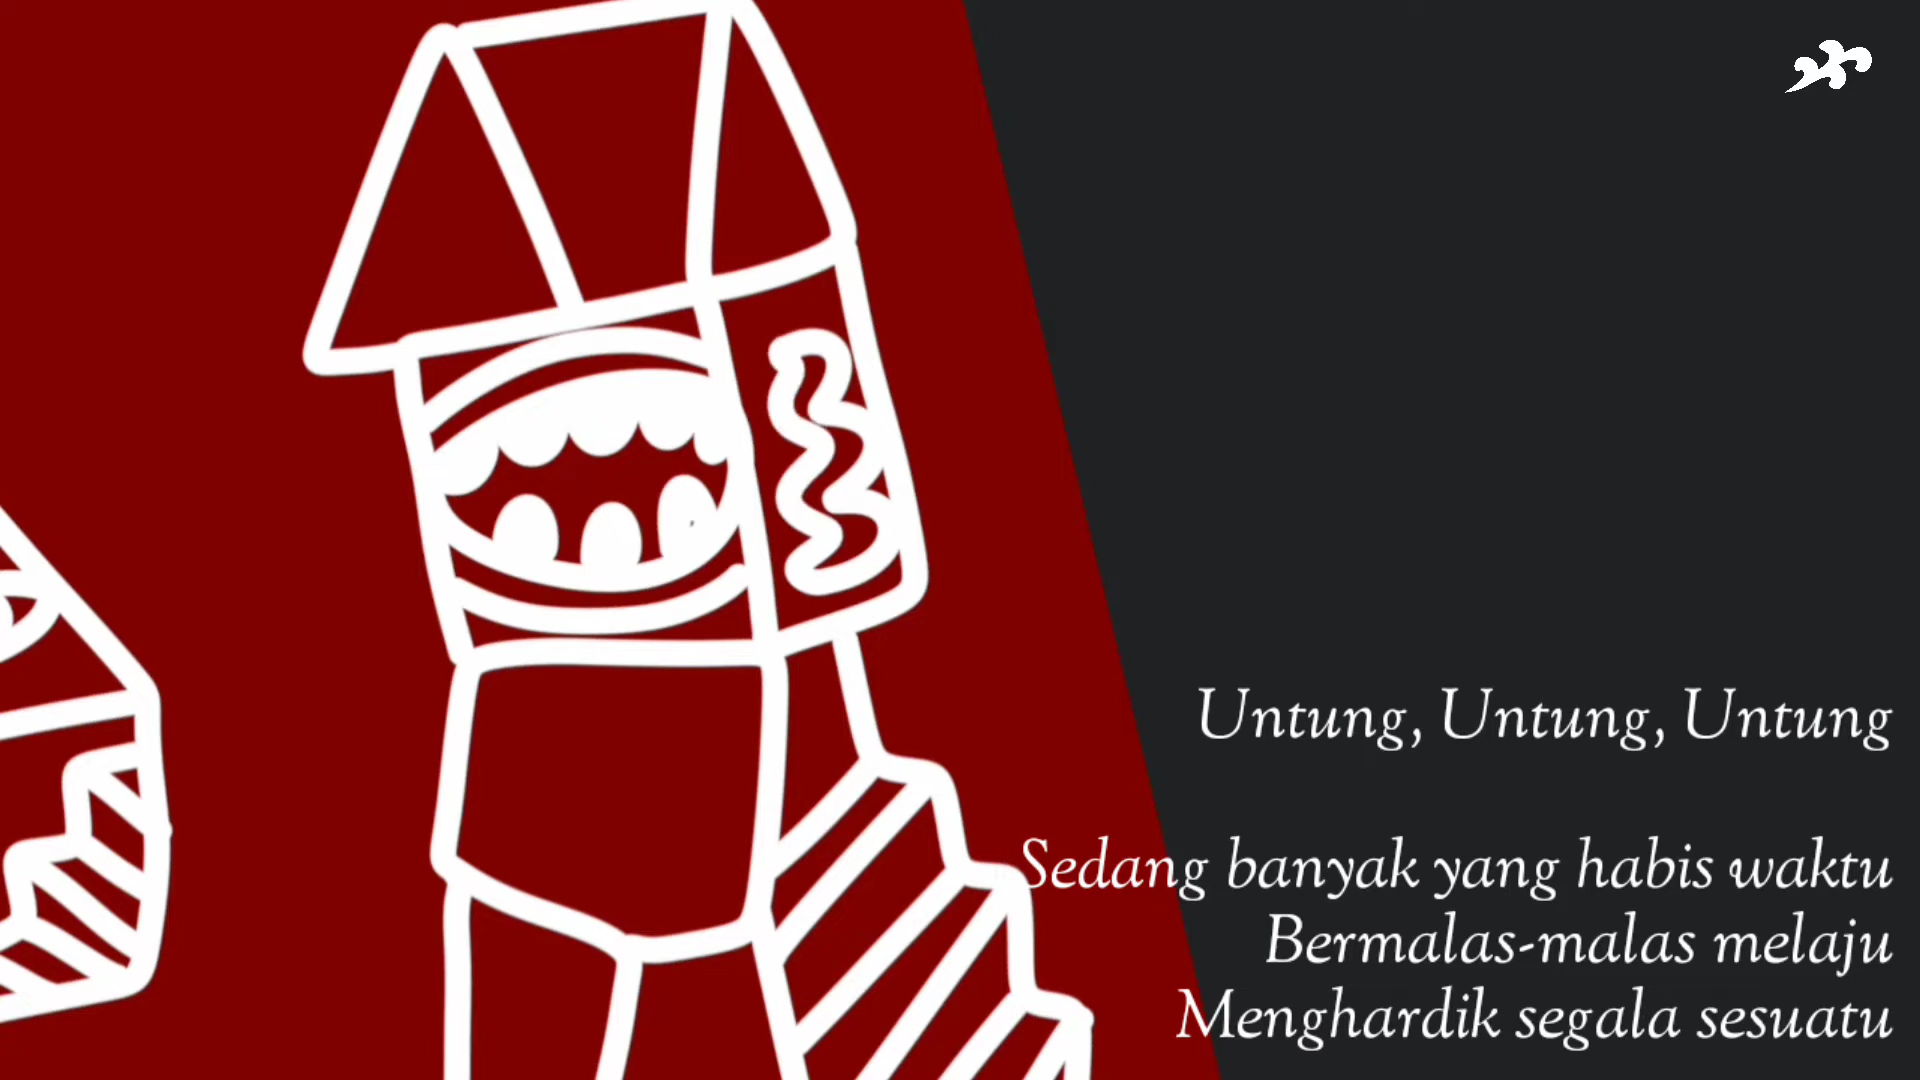 Untung, Untung, Untung
Sedang banyak yang habis waktu
Bermalas-malas melaju
Menghardik segala sesuatu